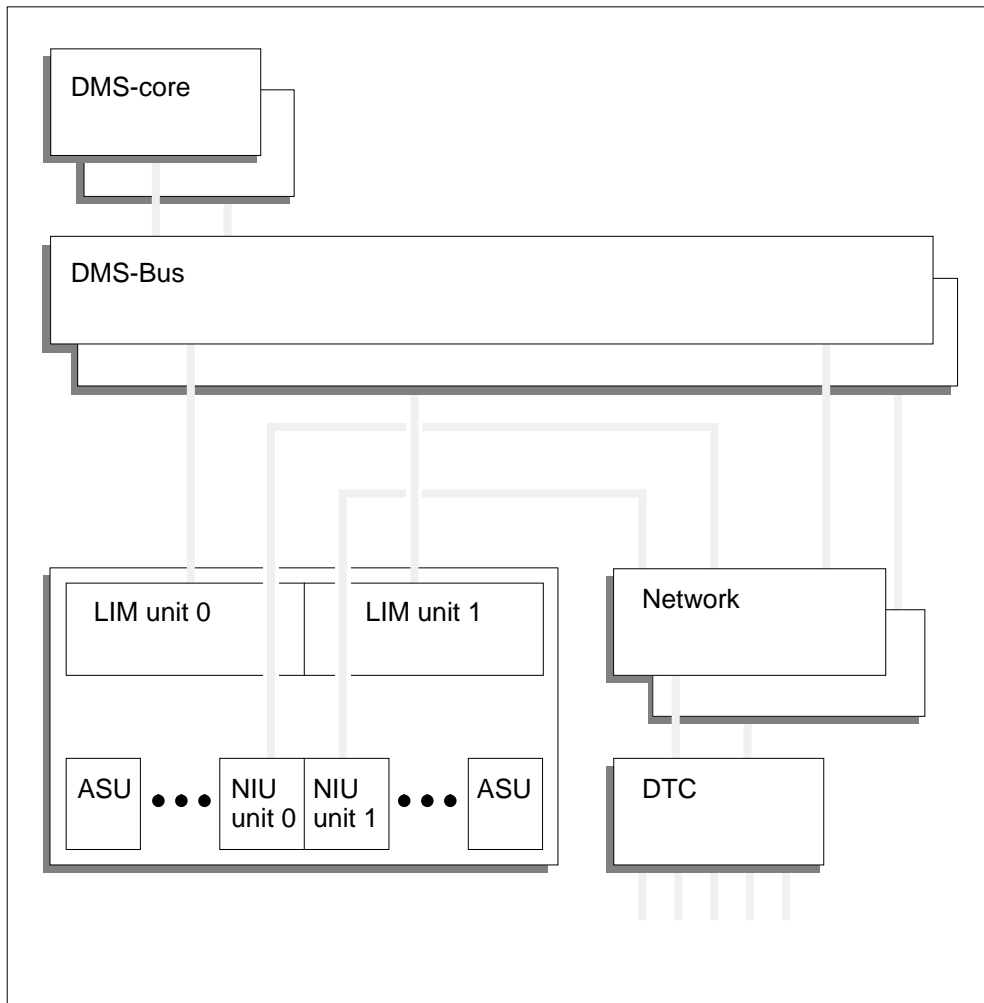 DMS-core
DMS-Bus
LIM unit 0
LIM unit 1
Network
ASU
NIU
unit 0
NIU
unit 1
ASU
DTC